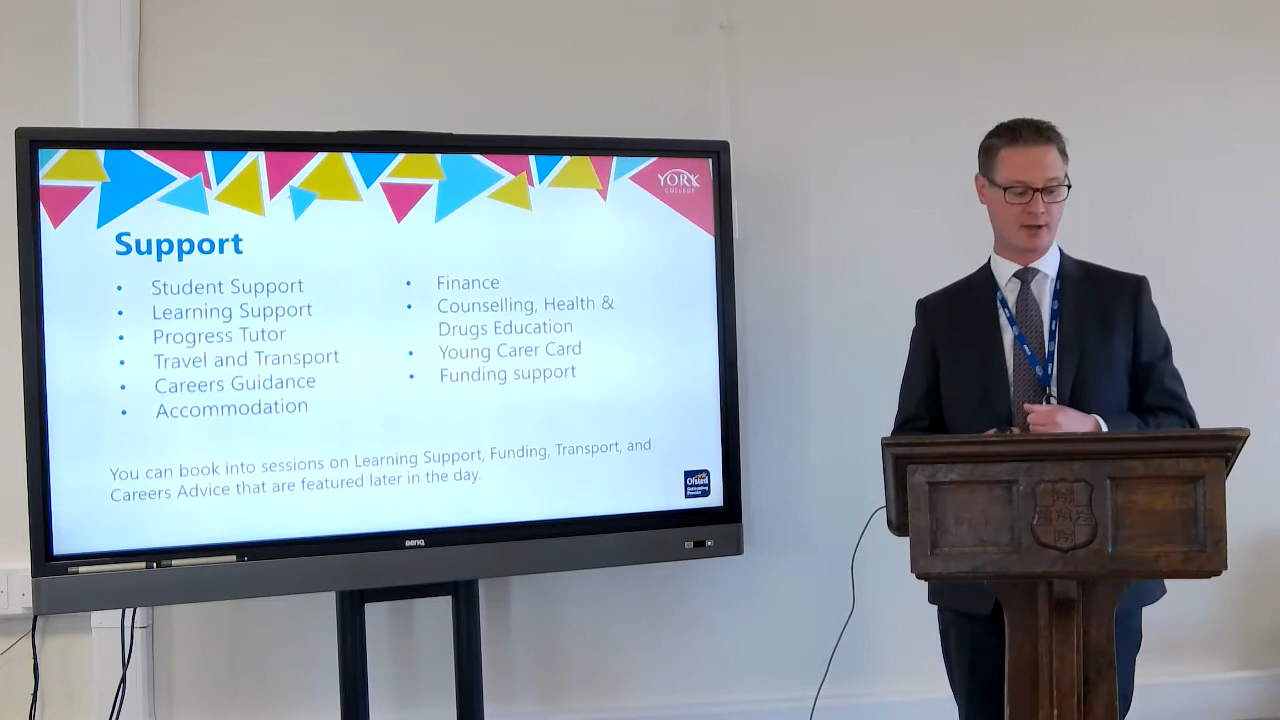 YORK
COLLEGE
Support
• Student Support
• Learning Support
• Progress Tutor
• Travel and Transport
• Careers Guidance
• Accommodation
• Finance
• Counselling, Health &
Drugs Education
• Young Carer Card
• Funding support
You can book into sessions on Learning Support, Funding, Transport, and
Careers Advice that are featured later in the day.
Ofsted
Outstanding
Provider
BenQ